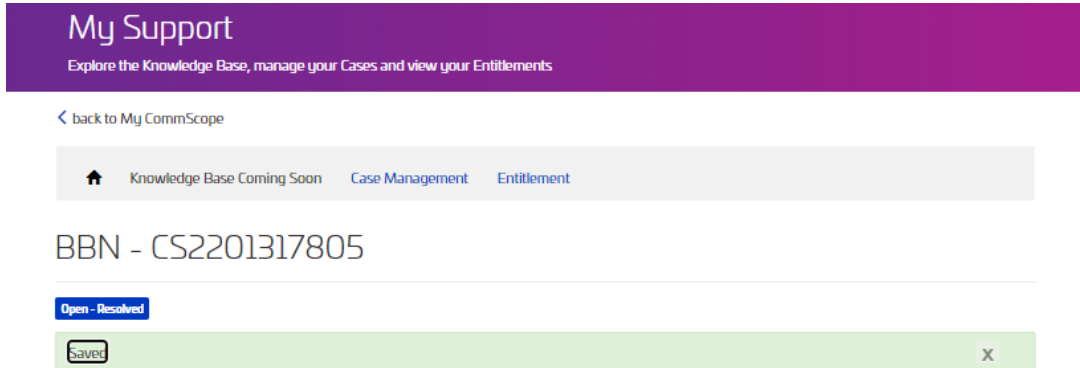 My Support
Explore the Knowledge Base, manage your Cases and view your Entitlements
back to My CommScope
Knowledge Base Coming Soon Case Management Entitlement
BBN - CS2201317805
Open - Resolved
Saved X